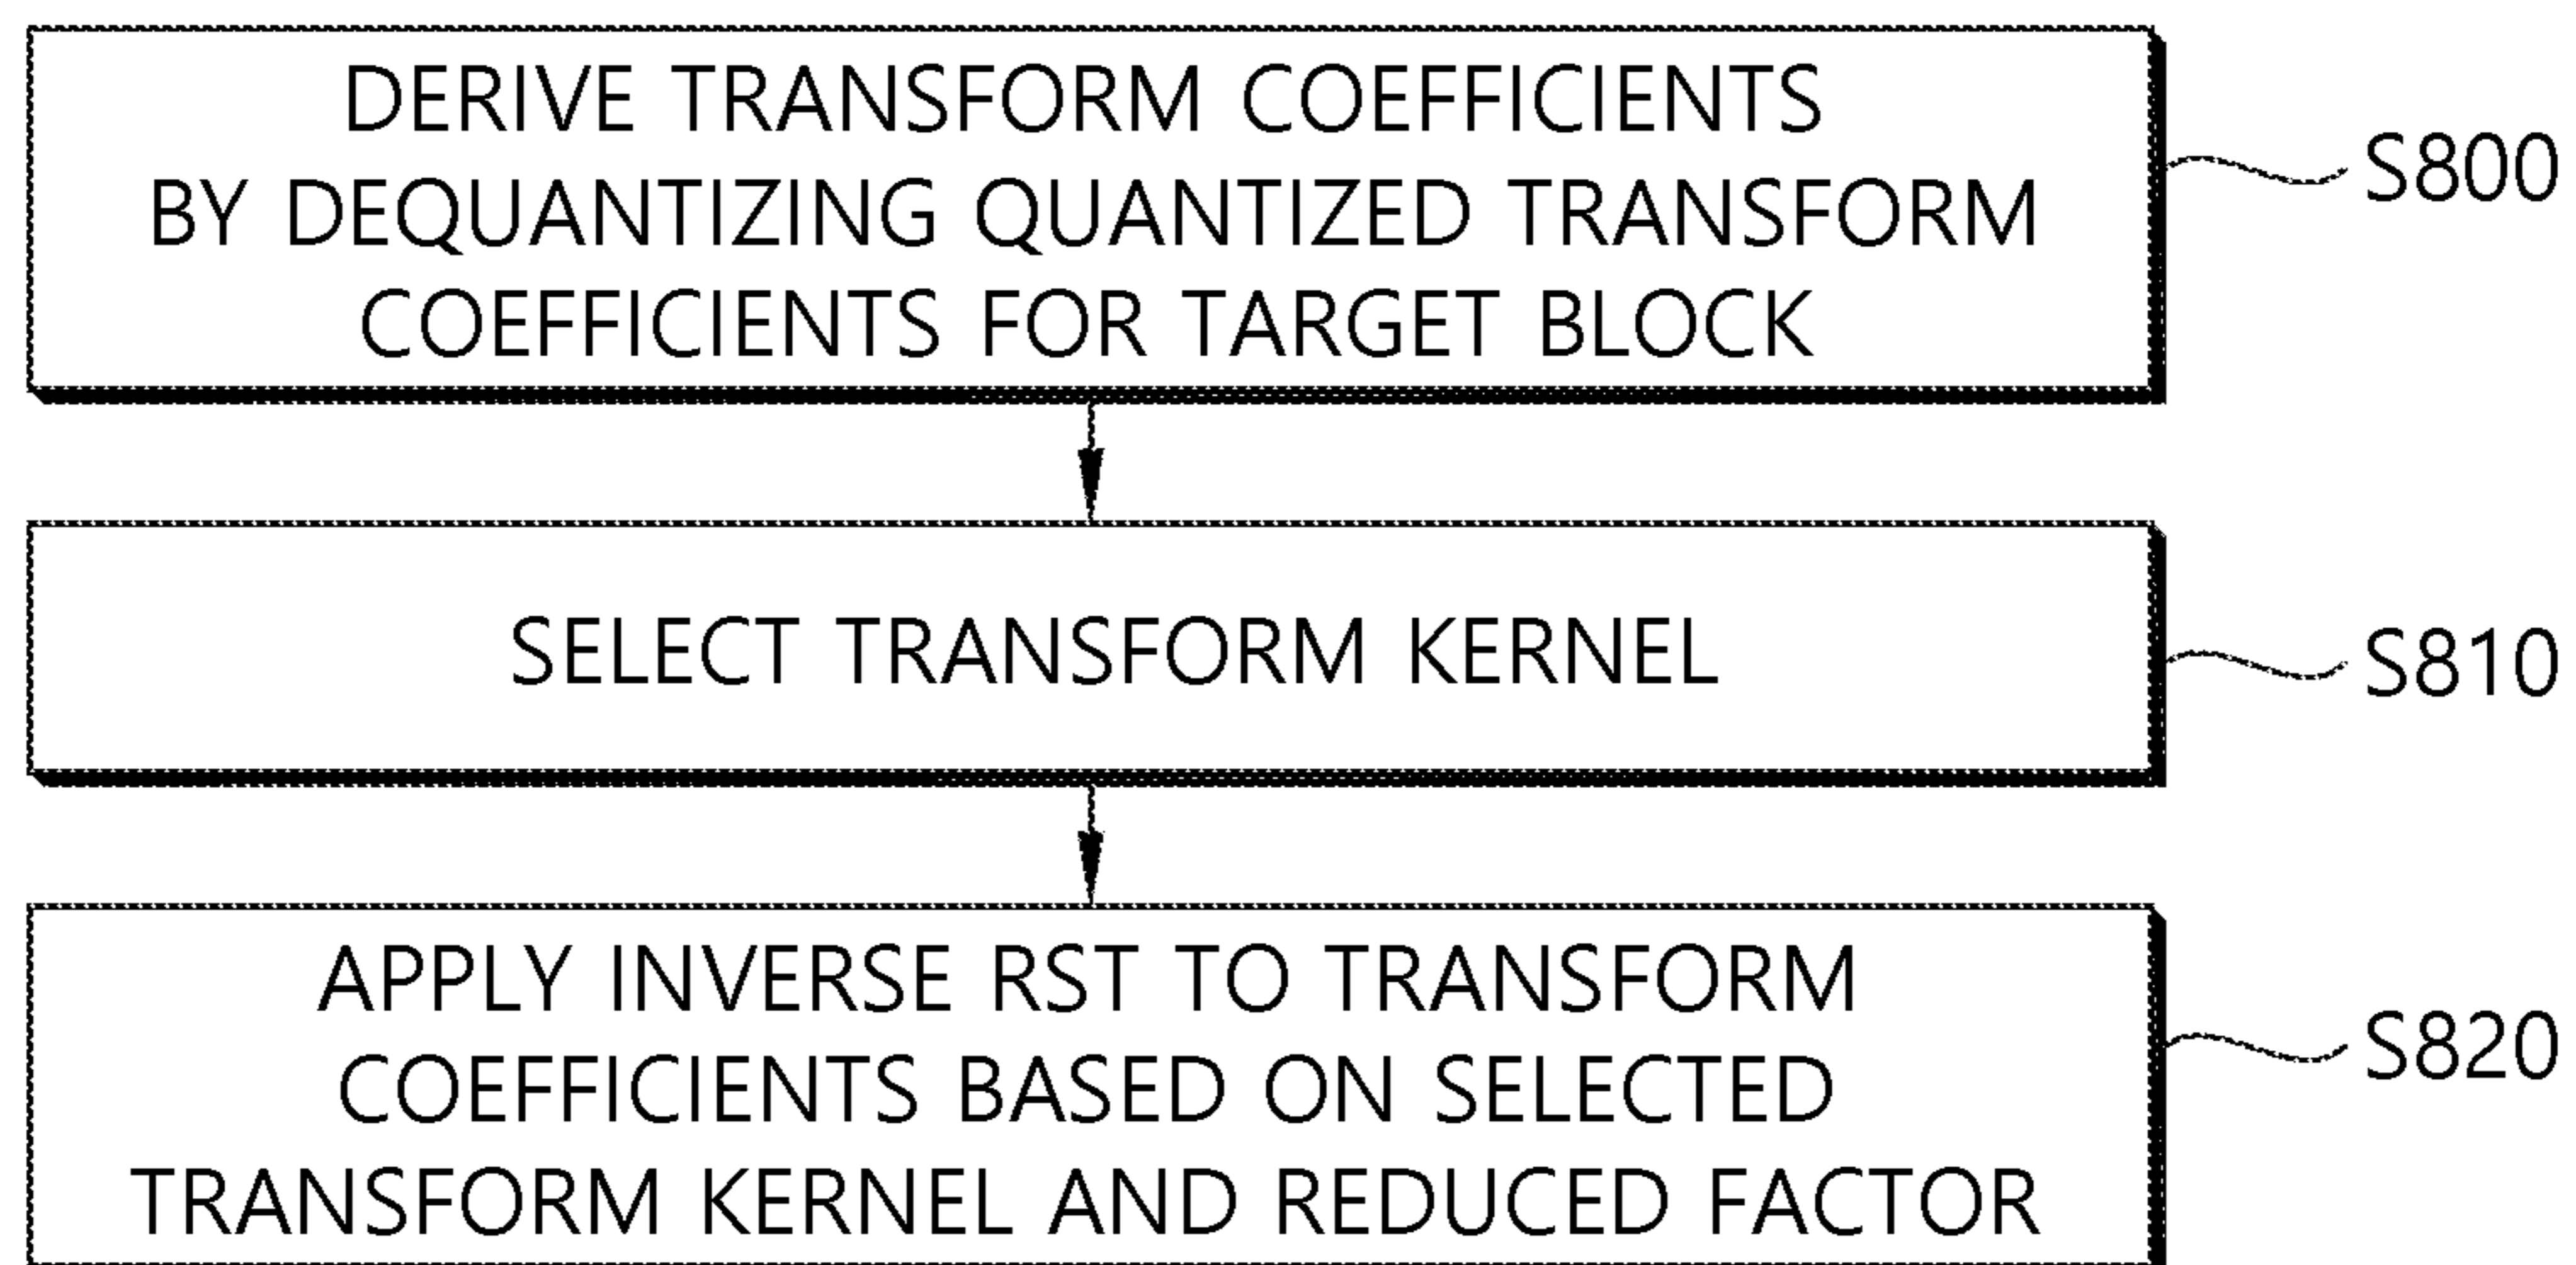 DERIVE TRANSFORM COEFFICIENTS
BY DEQUANTIZING QUANTIZED TRANSFORM
COEFFICIENTS FOR TARGET BLOCK
S800
SELECT TRANSFORM KERNEL
S810
APPLY INVERSE RST TO TRANSFORM
COEFFICIENTS BASED ON SELECTED
TRANSFORM KERNEL AND REDUCED FACTOR
S820